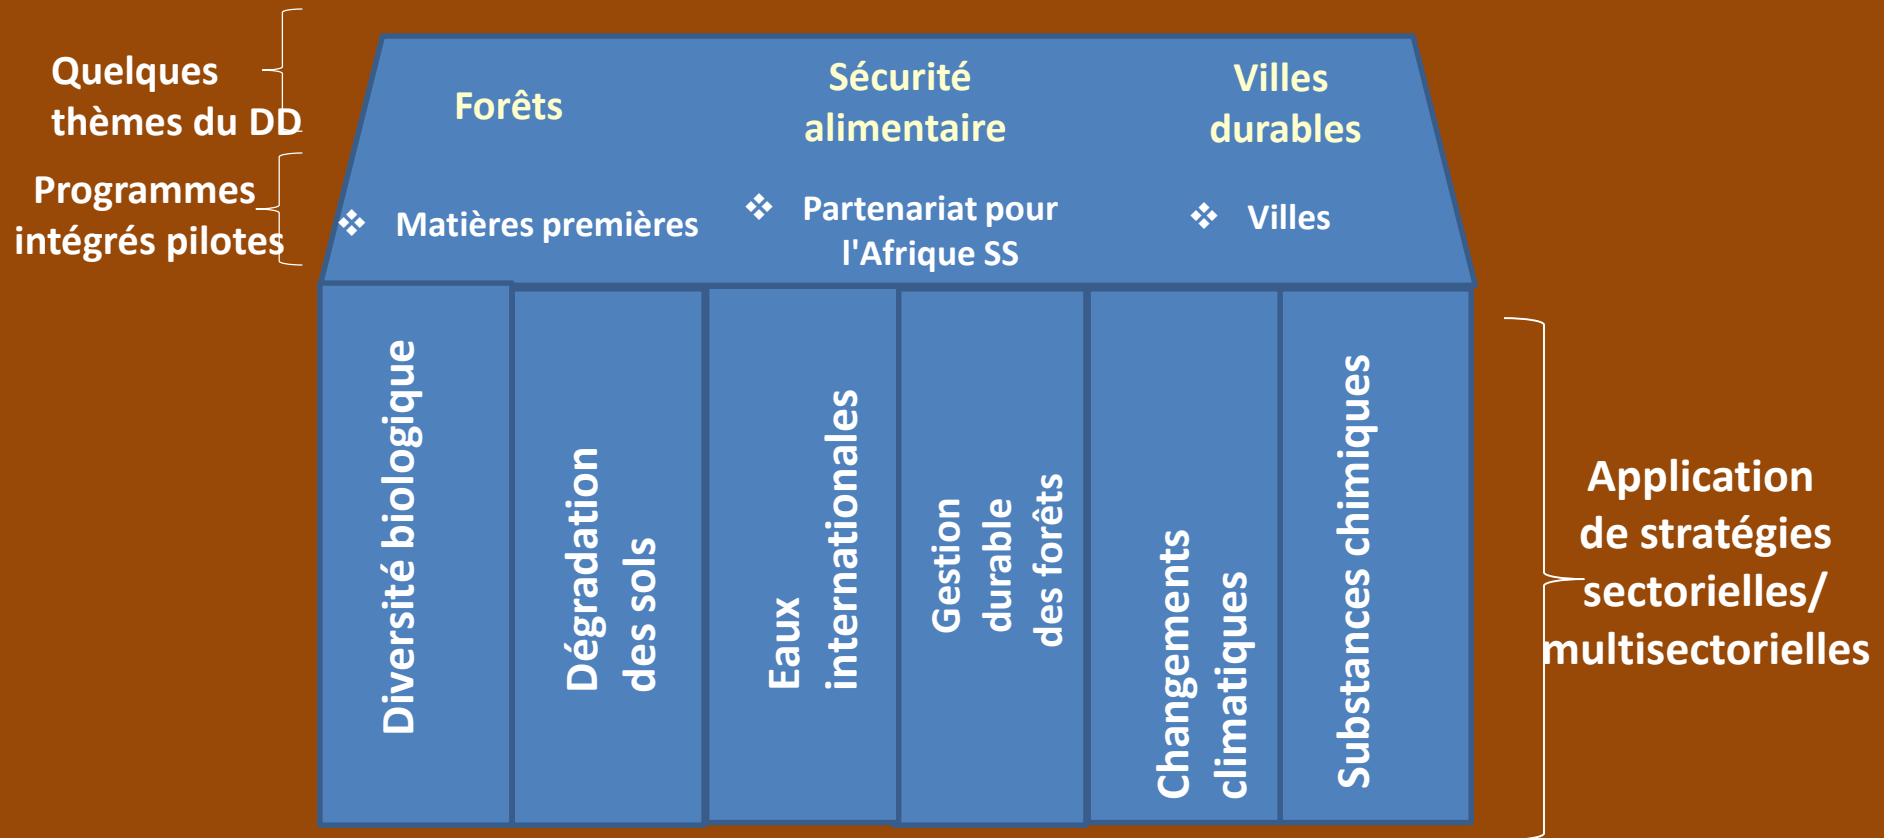 Quelques
thèmes du DD
Forêts
Sécurité
alimentaire
Villes
durables
Programmes
intégrés pilotes
❖ Matières premières
❖ Partenariat pour
l'Afrique SS
❖ Villes
Diversité biologique
Dégradation
des sols
Eaux
internationales
Gestion
durable
des forêts
Changements
climatiques
Substances chimiques
Application
de stratégies
sectorielles/
multisectorielles